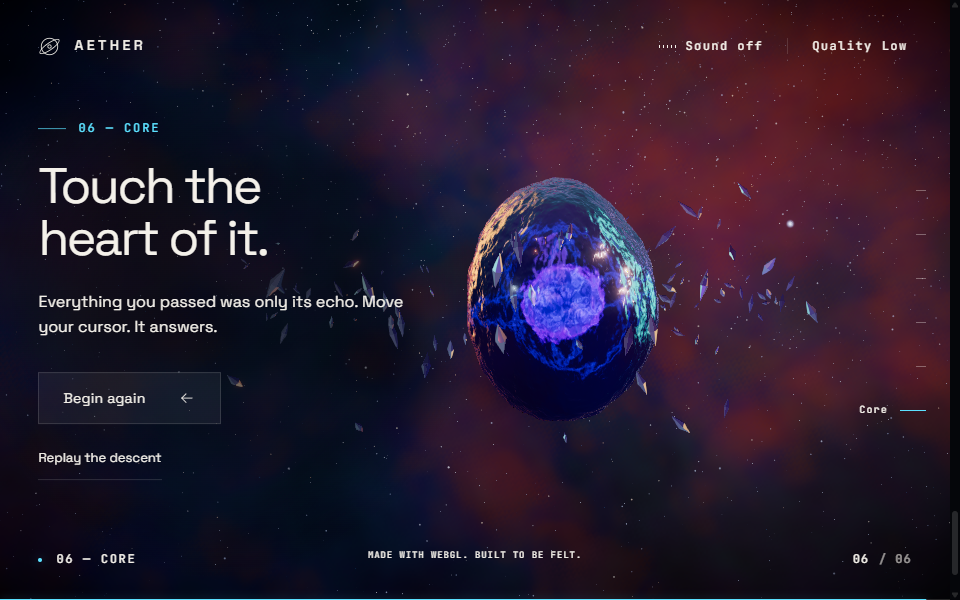 AETHER
Sound off
Quality Low
06 — CORE
Touch the
heart of it.
Everything you passed was only its echo. Move
your cursor. It answers.
Begin again
Core
Replay the descent
06 — CORE
MADE WITH WEBGL. BUILT TO BE FELT.
06 / 06